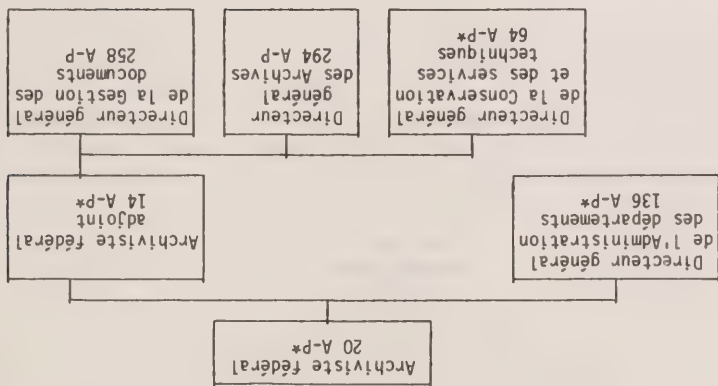 Archiviste fédéral
20 A-P*
Directeur général
de l'Administration
des départements
136 A-P*
Archiviste fédéral
adjoint
14 A-P*
Directeur général
de la Conservation
et des services
techniques
64 A-P*
Directeur
général
des Archives
294 A-P
Directeur général
de la Gestion des
documents
258 A-P